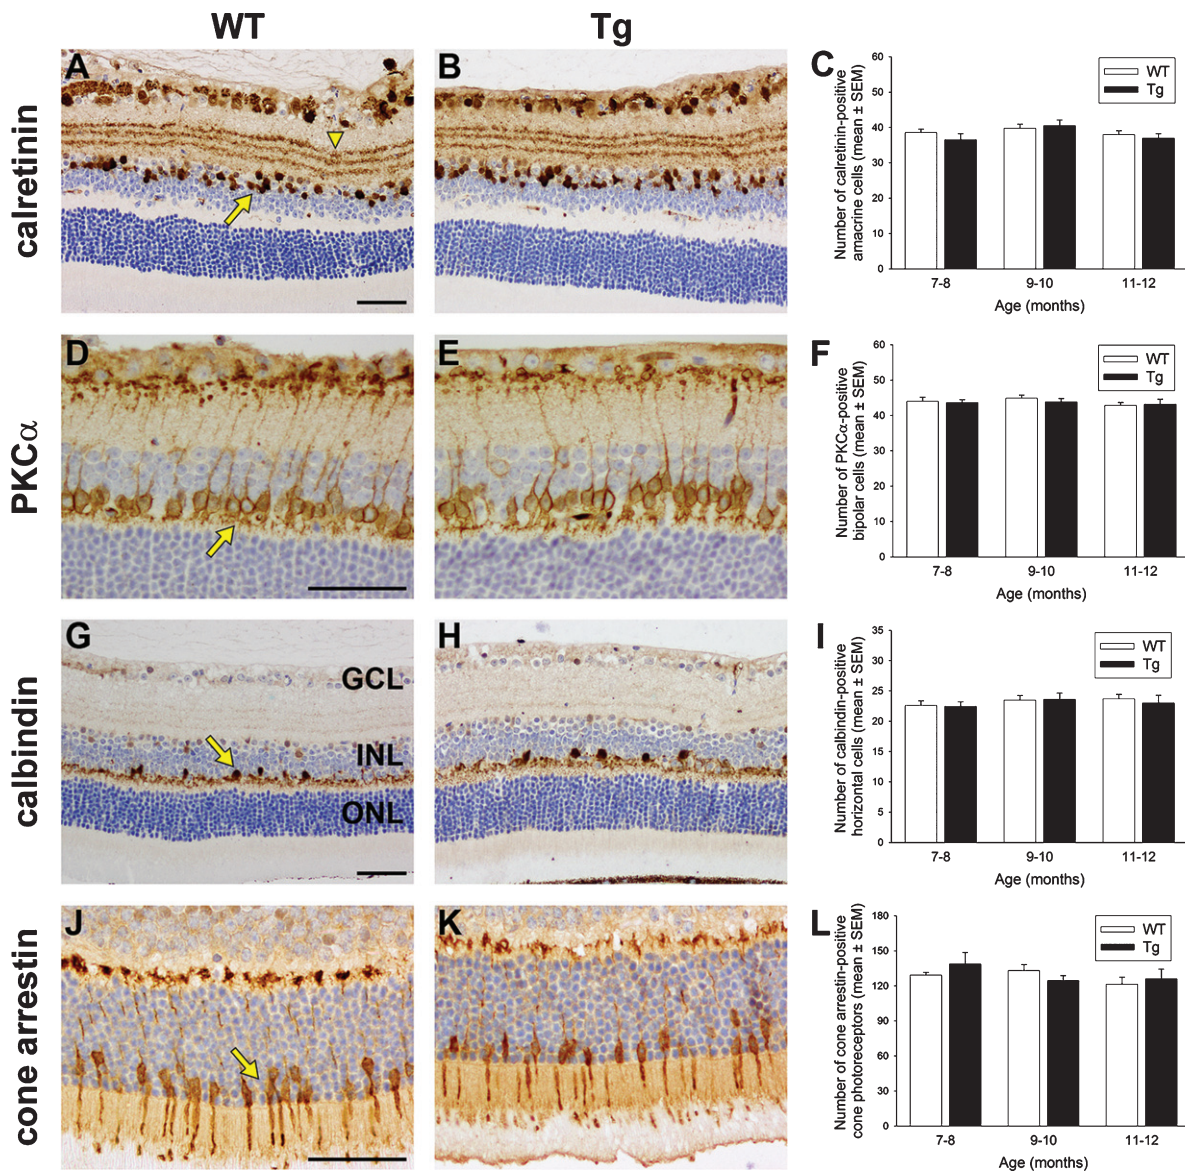 WT
Tg
calretinin
A
B
C
Number of calretinin-positive
amacrine cells (mean ± SEM)
60
50
40
30
20
10
0
WT
Tg
7-8
9-10
11-12
Age (months)
PKCα
D
E
F
Number of PKCα-positive
bipolar cells (mean ± SEM)
60
50
40
30
20
10
0
WT
Tg
7-8
9-10
11-12
Age (months)
calbindin
G
GCL
INL
ONL
H
I
Number of calbindin-positive
horizontal cells (mean ± SEM)
35
30
25
20
15
10
5
0
WT
Tg
7-8
9-10
11-12
Age (months)
cone arrestin
J
K
L
Number of cone arrestin-positive
cone photoreceptors (mean ± SEM)
180
150
120
90
60
30
0
WT
Tg
7-8
9-10
11-12
Age (months)